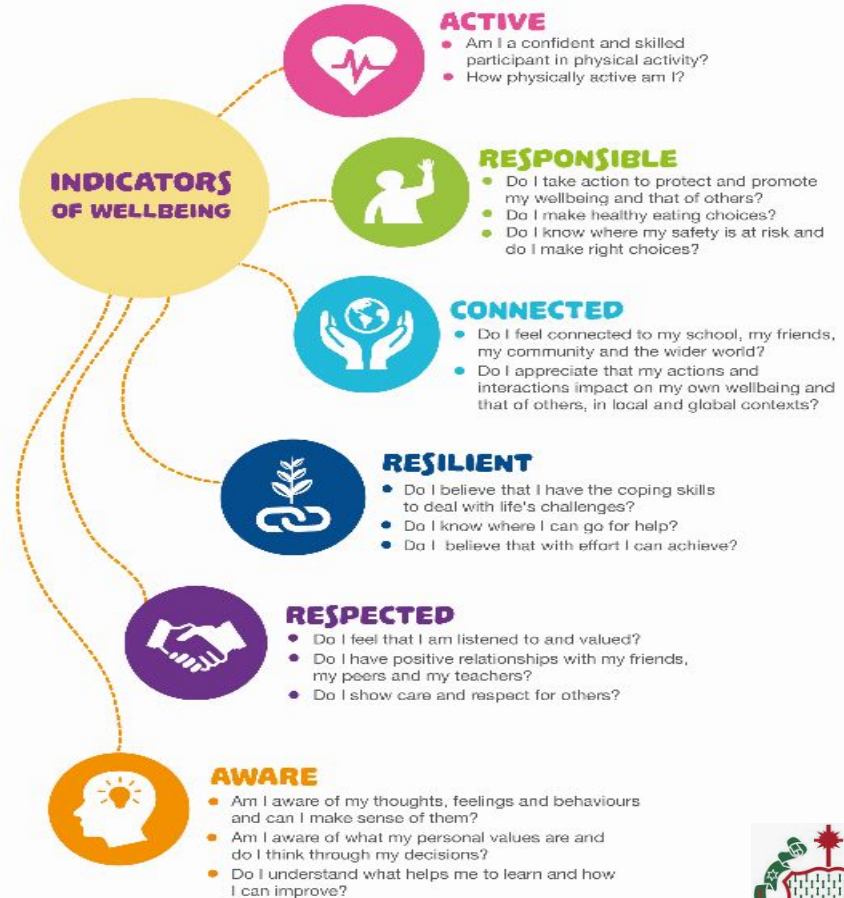 ACTIVE
• Am I a confident and skilled
participant in physical activity?
• How physically active am I?
INDICATORS
OF WELLBEING
RESPONSIBLE
• Do I take action to protect and promote
my wellbeing and that of others?
• Do I make healthy eating choices?
• Do I know where my safety is at risk and
do I make right choices?
CONNECTED
• Do I feel connected to my school, my friends,
my community and the wider world?
• Do I appreciate that my actions and
interactions impact on my own wellbeing and
that of others, in local and global contexts?
RESILIENT
• Do I believe that I have the coping skills
to deal with life's challenges?
• Do I know where I can go for help?
• Do I believe that with effort I can achieve?
RESPECTED
• Do I feel that I am listened to and valued?
• Do I have positive relationships with my friends,
my peers and my teachers?
• Do I show care and respect for others?
AWARE
• Am I aware of my thoughts, feelings and behaviours
and can I make sense of them?
• Am I aware of what my personal values are and
do I think through my decisions?
• Do I understand what helps me to learn and how
I can improve?